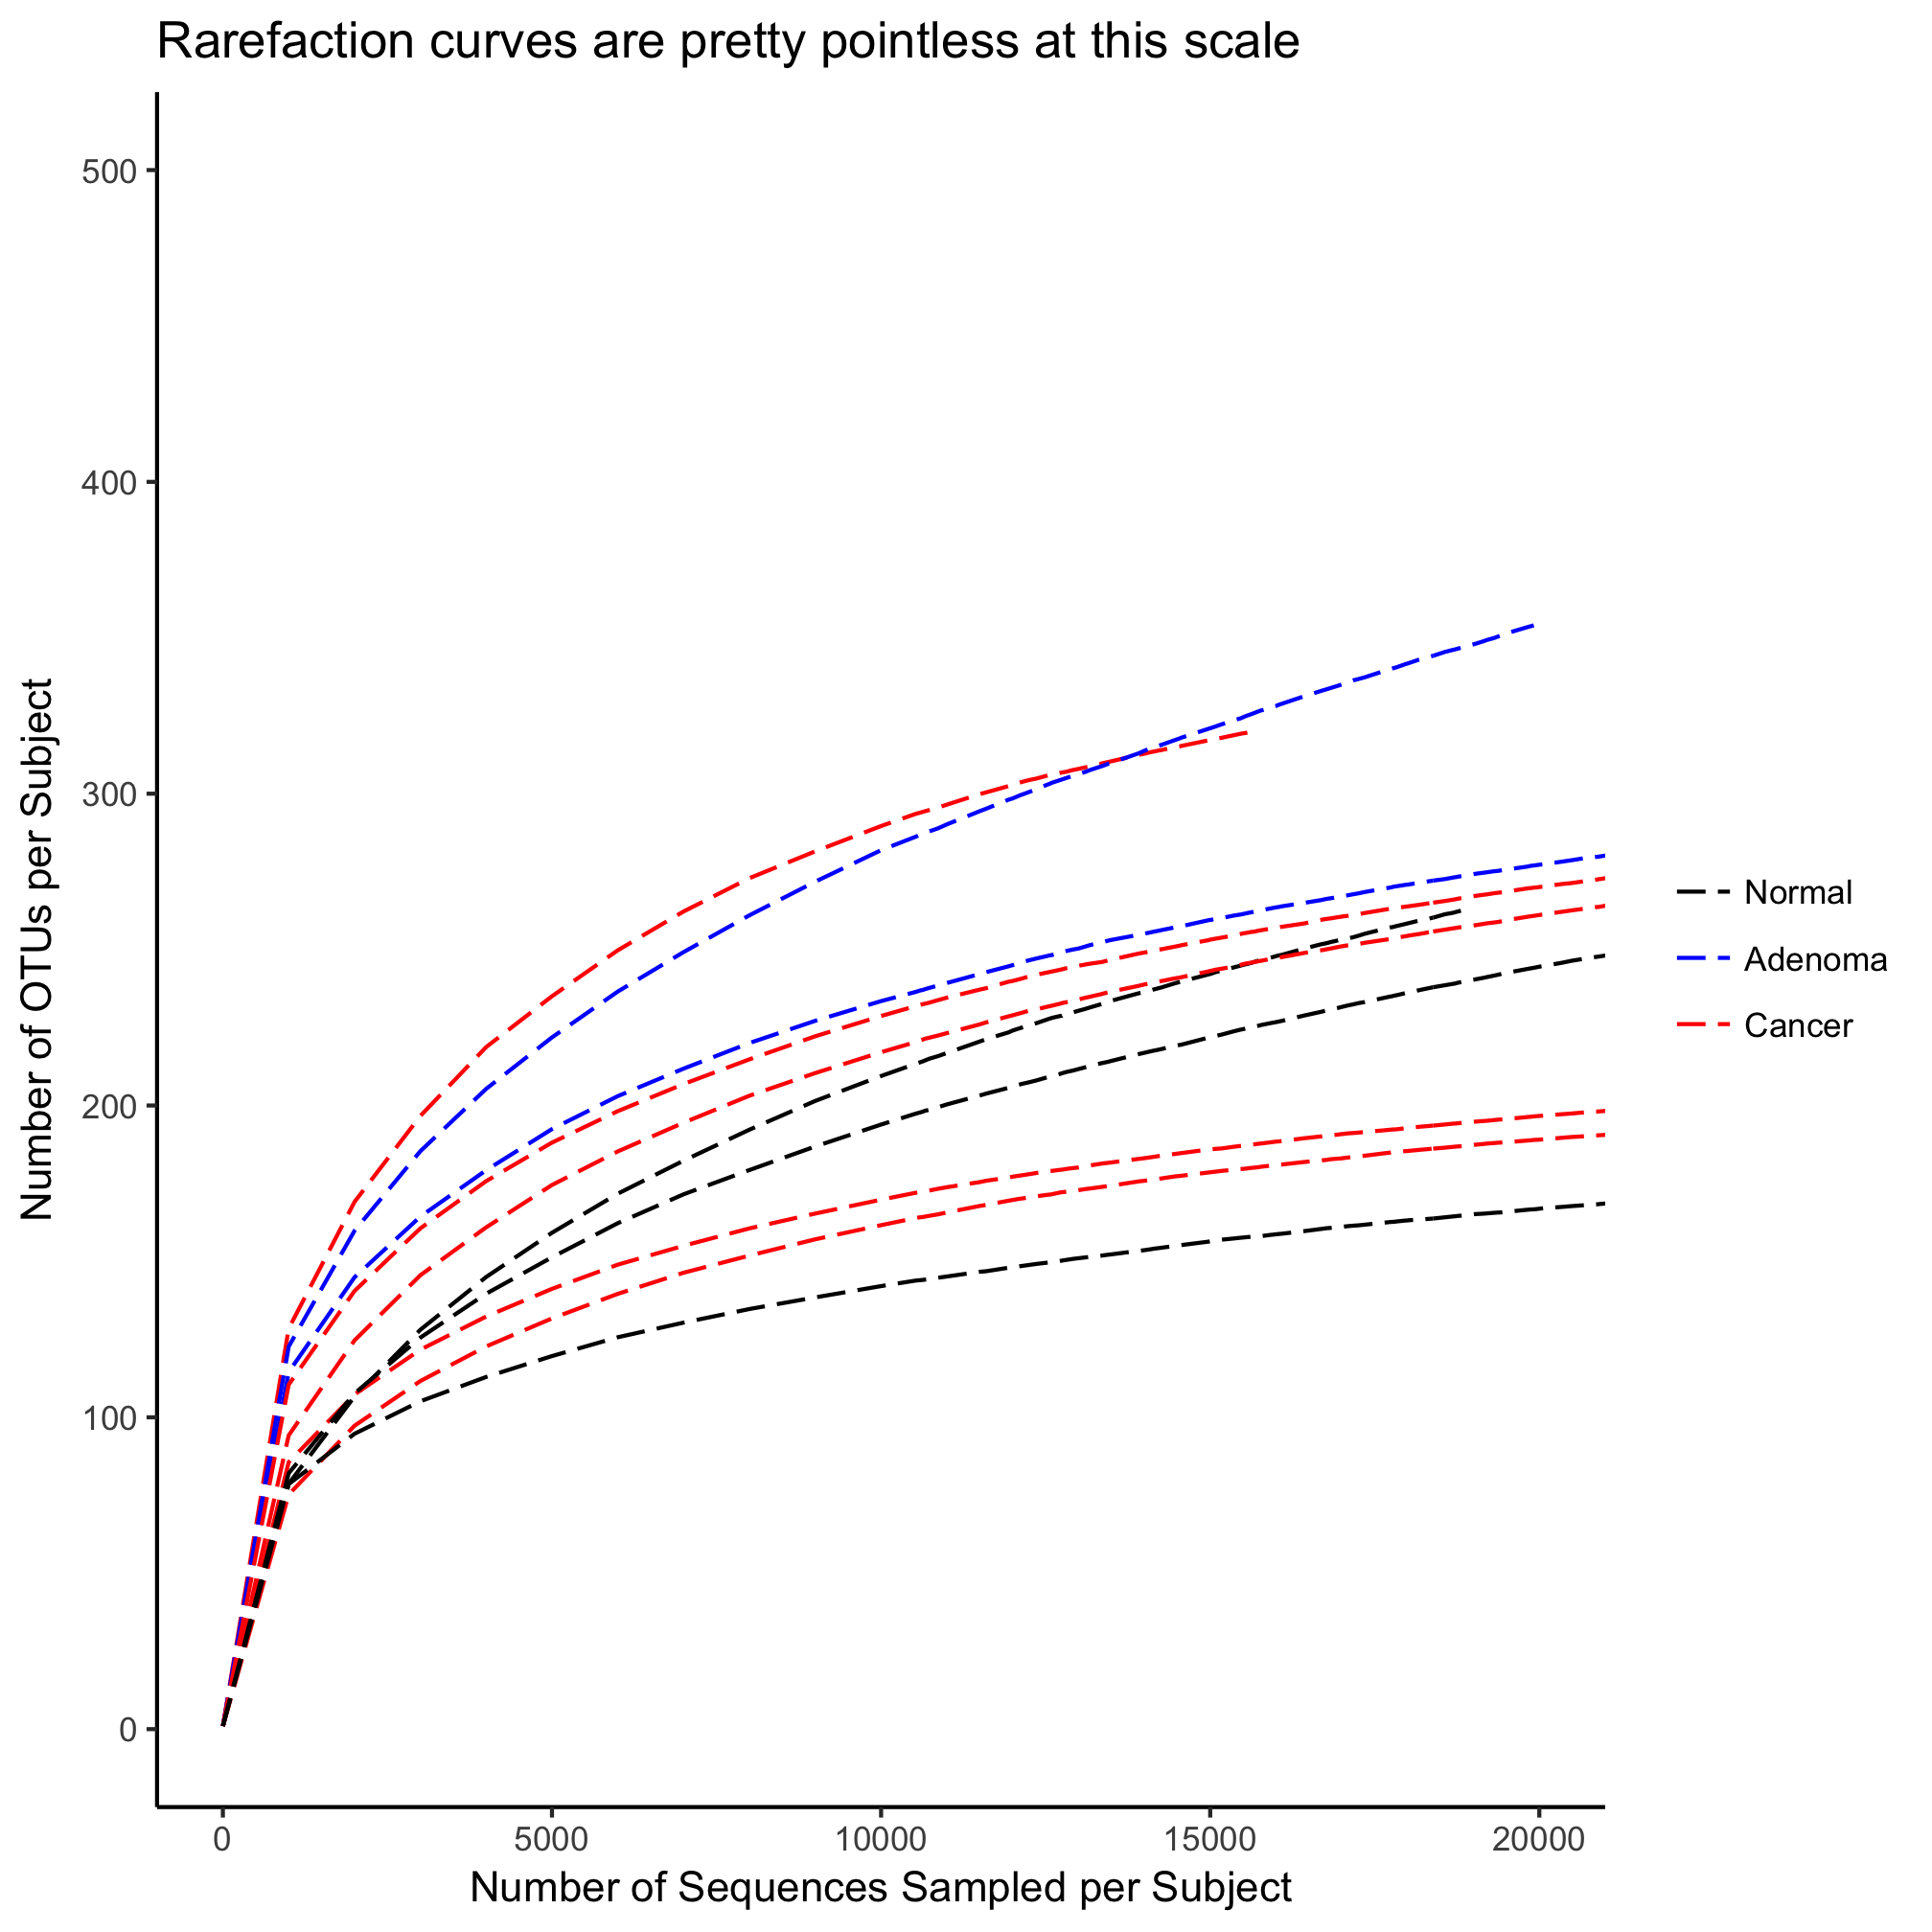 Rarefaction curves are pretty pointless at this scale
Number of OTUs per Subject
500
400
300
200
100
0
0 5000 10000 15000 20000
Number of Sequences Sampled per Subject
Normal
Adenoma
Cancer